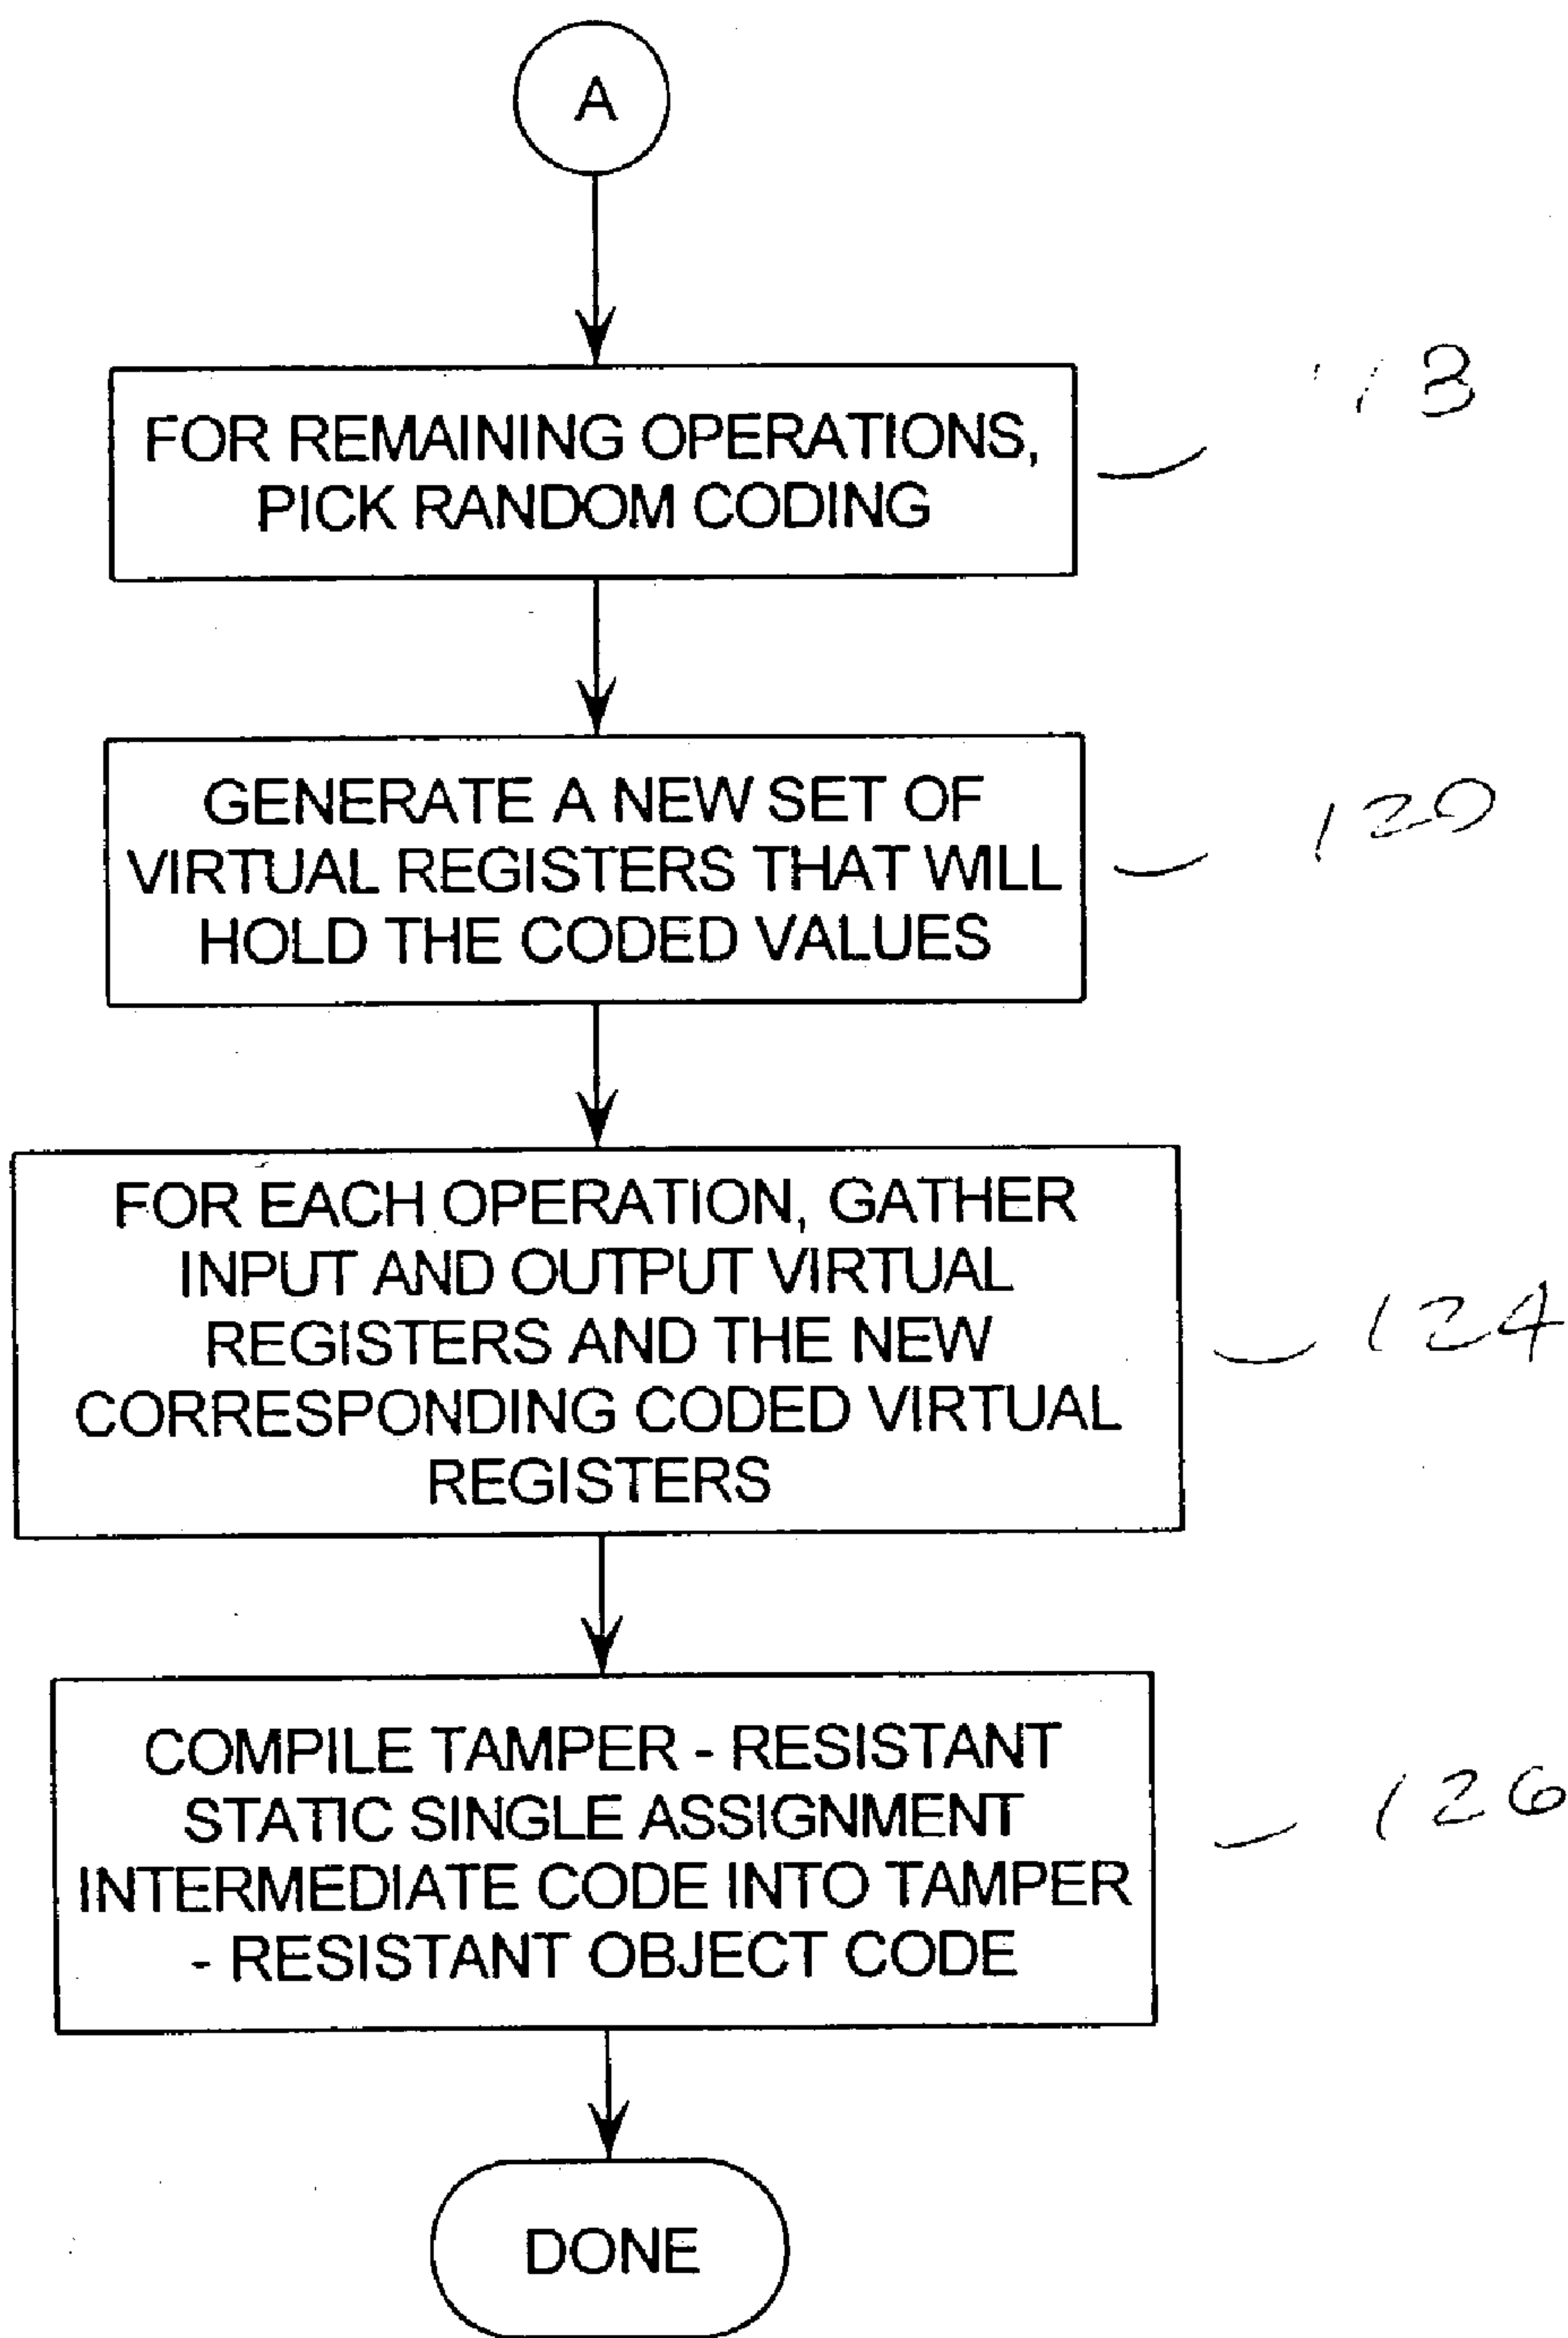 A
FOR REMAINING OPERATIONS,
PICK RANDOM CODING
118
GENERATE A NEW SET OF
VIRTUAL REGISTERS THAT WILL
HOLD THE CODED VALUES
120
FOR EACH OPERATION, GATHER
INPUT AND OUTPUT VIRTUAL
REGISTERS AND THE NEW
CORRESPONDING CODED VIRTUAL
REGISTERS
124
COMPILE TAMPER - RESISTANT
STATIC SINGLE ASSIGNMENT
INTERMEDIATE CODE INTO TAMPER
- RESISTANT OBJECT CODE
126
DONE